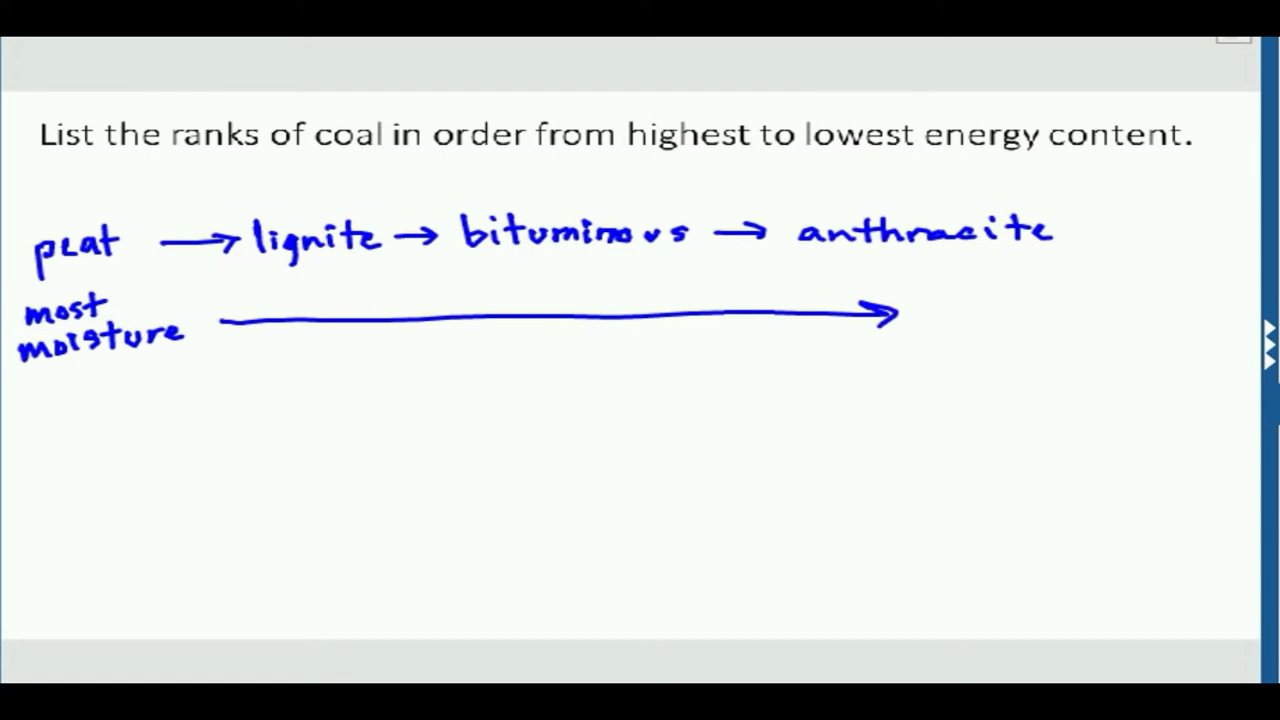 List the ranks of coal in order from highest to lowest energy content.
peat → lignite → bituminous → anthracite
most
moisture →